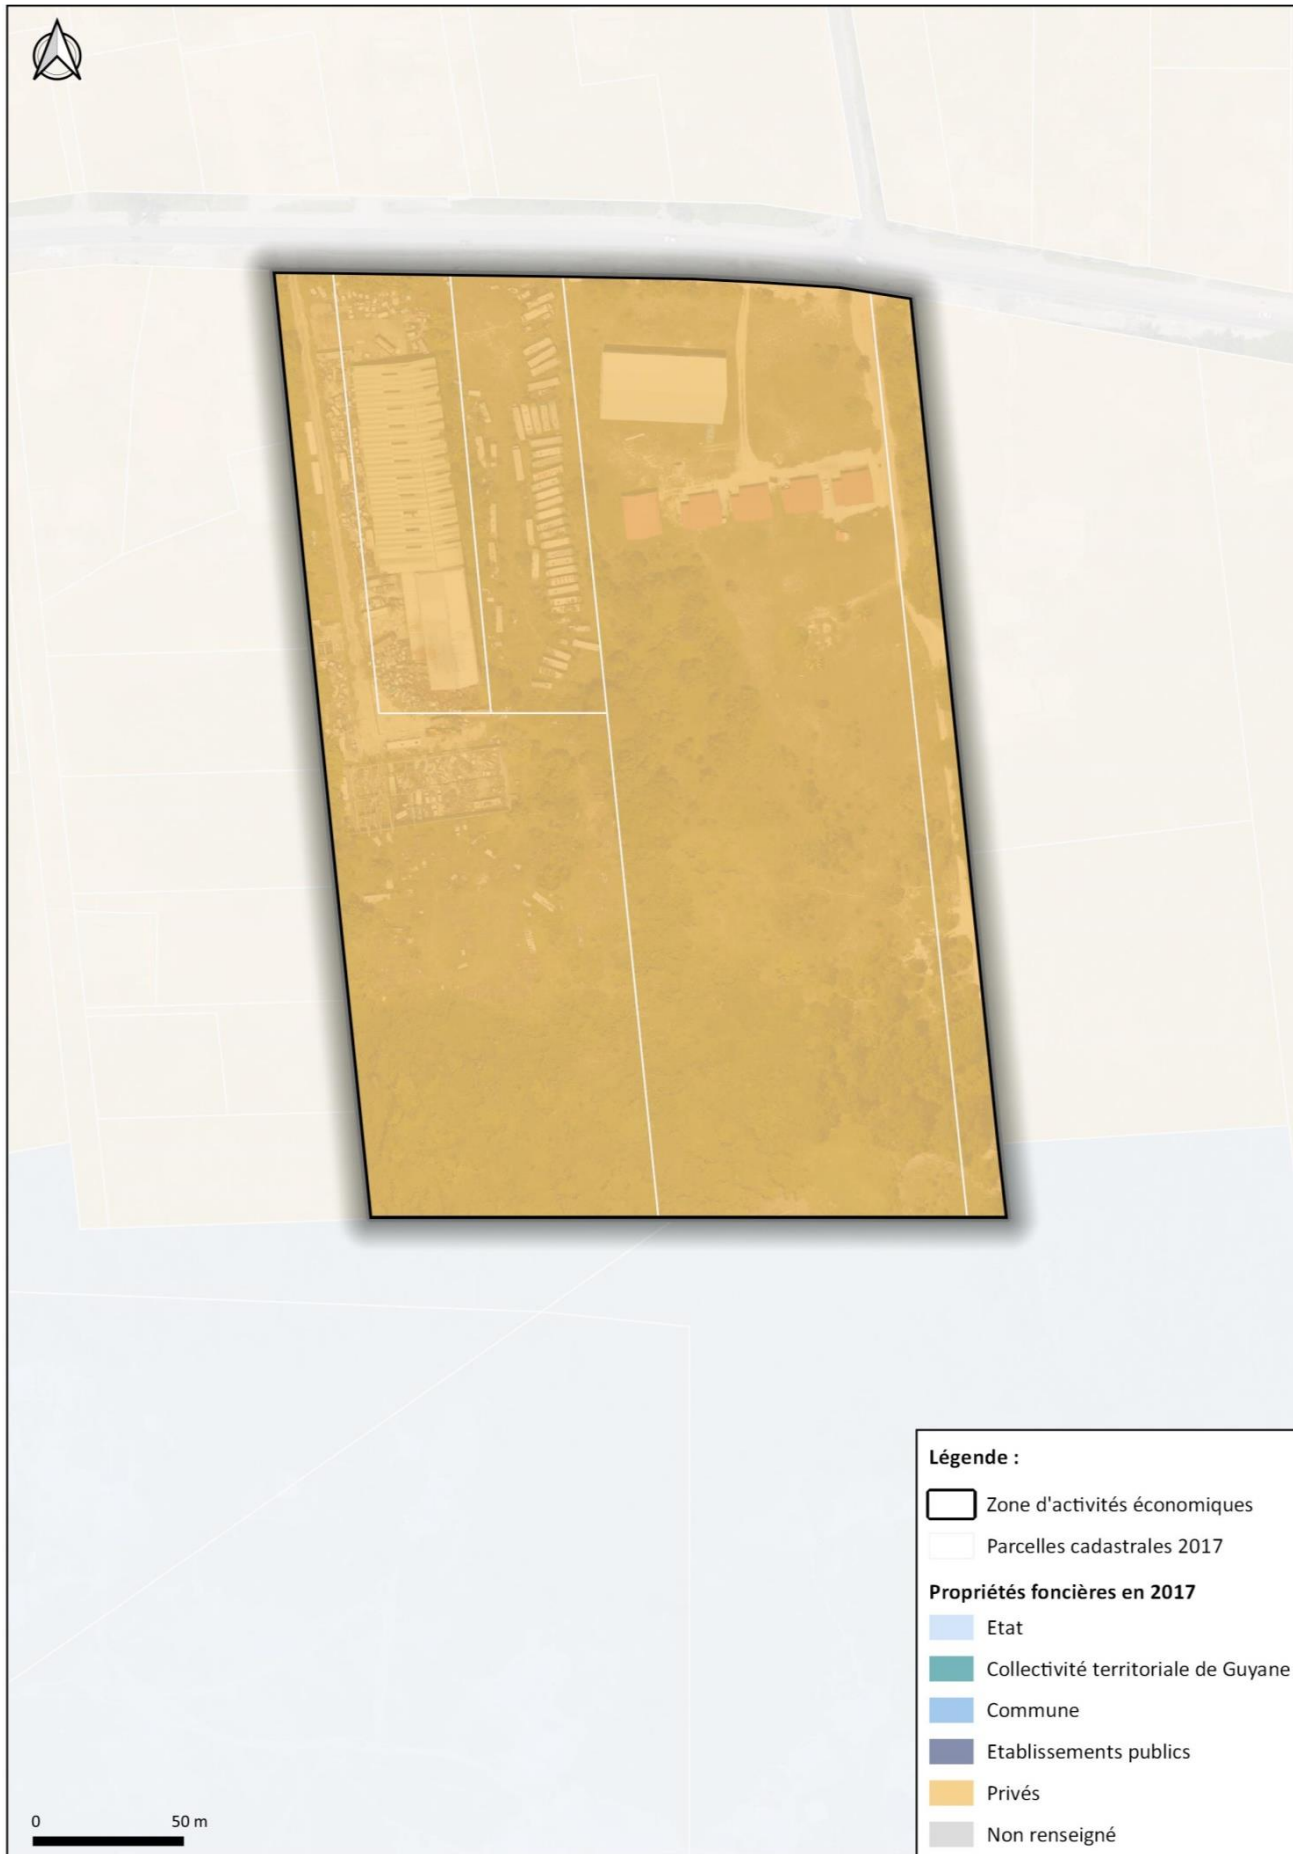 Légende :
Zone d'activités économiques
Parcelles cadastrales 2017
Propriétés foncières en 2017
Etat
Collectivité territoriale de Guyane
Commune
Etablissements publics
Privés
Non renseigné
0 50 m